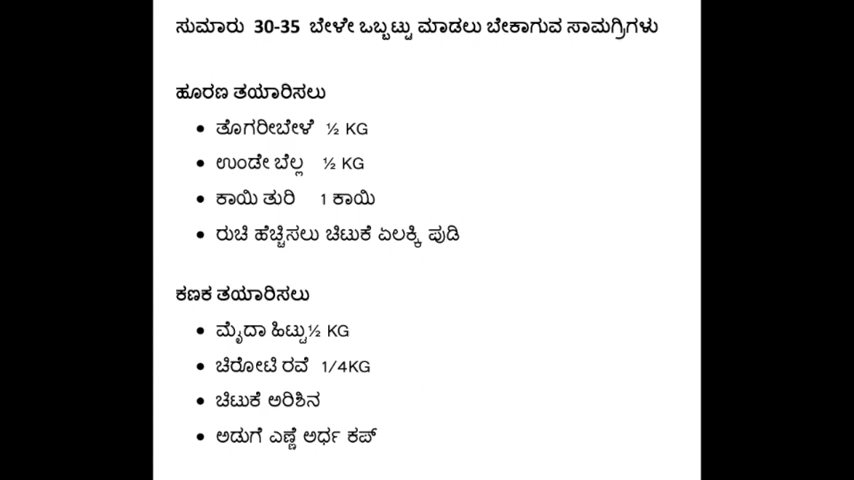 ಸುಮಾರು 30-35 ಬೇಳೇ ಒಬ್ಬಟ್ಟು ಮಾಡಲು ಬೇಕಾಗುವ ಸಾಮಗ್ರಿಗಳು
ಹೂರಣ ತಯಾರಿಸಲು
• ತೊಗರೀಬೇಳೆ ½ KG
• ಉಂಡೇ ಬೆಲ್ಲ ½ KG
• ಕಾಯಿ ತುರಿ 1 ಕಾಯಿ
• ರುಚಿ ಹೆಚ್ಚಿಸಲು ಚಿಟುಕೆ ಏಲಕ್ಕಿ ಪುಡಿ
ಕಣಕ ತಯಾರಿಸಲು
• ಮೈದಾ ಹಿಟ್ಟು ½ KG
• ಚಿರೋಟಿ ರವೆ 1/4KG
• ಚಿಟುಕೆ ಅರಿಶಿನ
• ಅಡುಗೆ ಎಣ್ಣೆ ಅರ್ಧ ಕಪ್